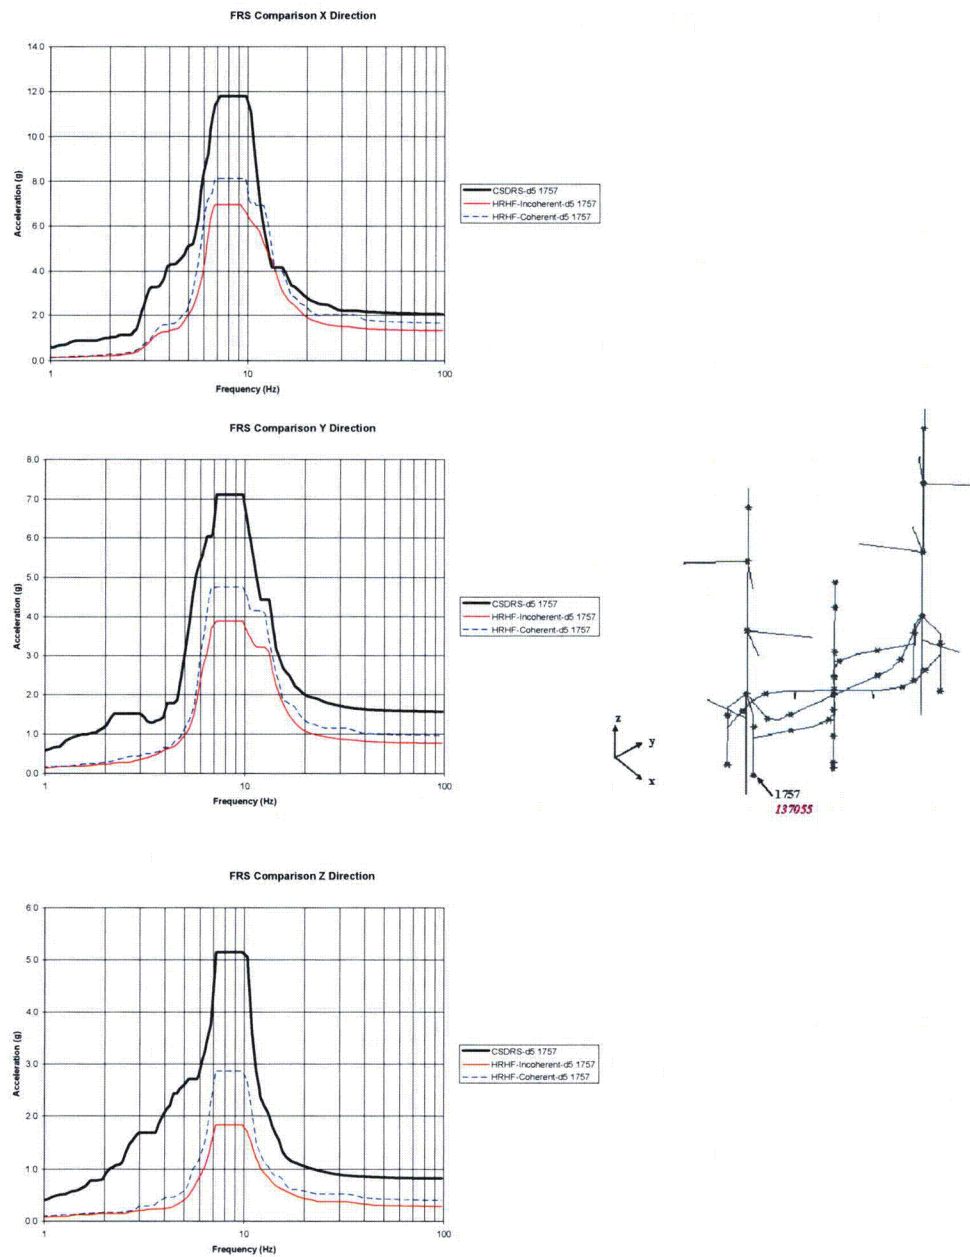 FRS Comparison X Direction
14.0
12.0
10.0
8.0
6.0
4.0
2.0
0.0
Acceleration (g)
1
10
100
Frequency (Hz)
CSDRS-d5 1757
HRHF-Incoherent-d5 1757
HRHF-Coherent-d5 1757
FRS Comparison Y Direction
8.0
7.0
6.0
5.0
4.0
3.0
2.0
1.0
0.0
Acceleration (g)
1
10
100
Frequency (Hz)
CSDRS-d5 1757
HRHF-Incoherent-d5 1757
HRHF-Coherent-d5 1757
z
y
x
1757
137055
FRS Comparison Z Direction
6.0
5.0
4.0
3.0
2.0
1.0
0.0
Acceleration (g)
1
10
100
Frequency (Hz)
CSDRS-d5 1757
HRHF-Incoherent-d5 1757
HRHF-Coherent-d5 1757